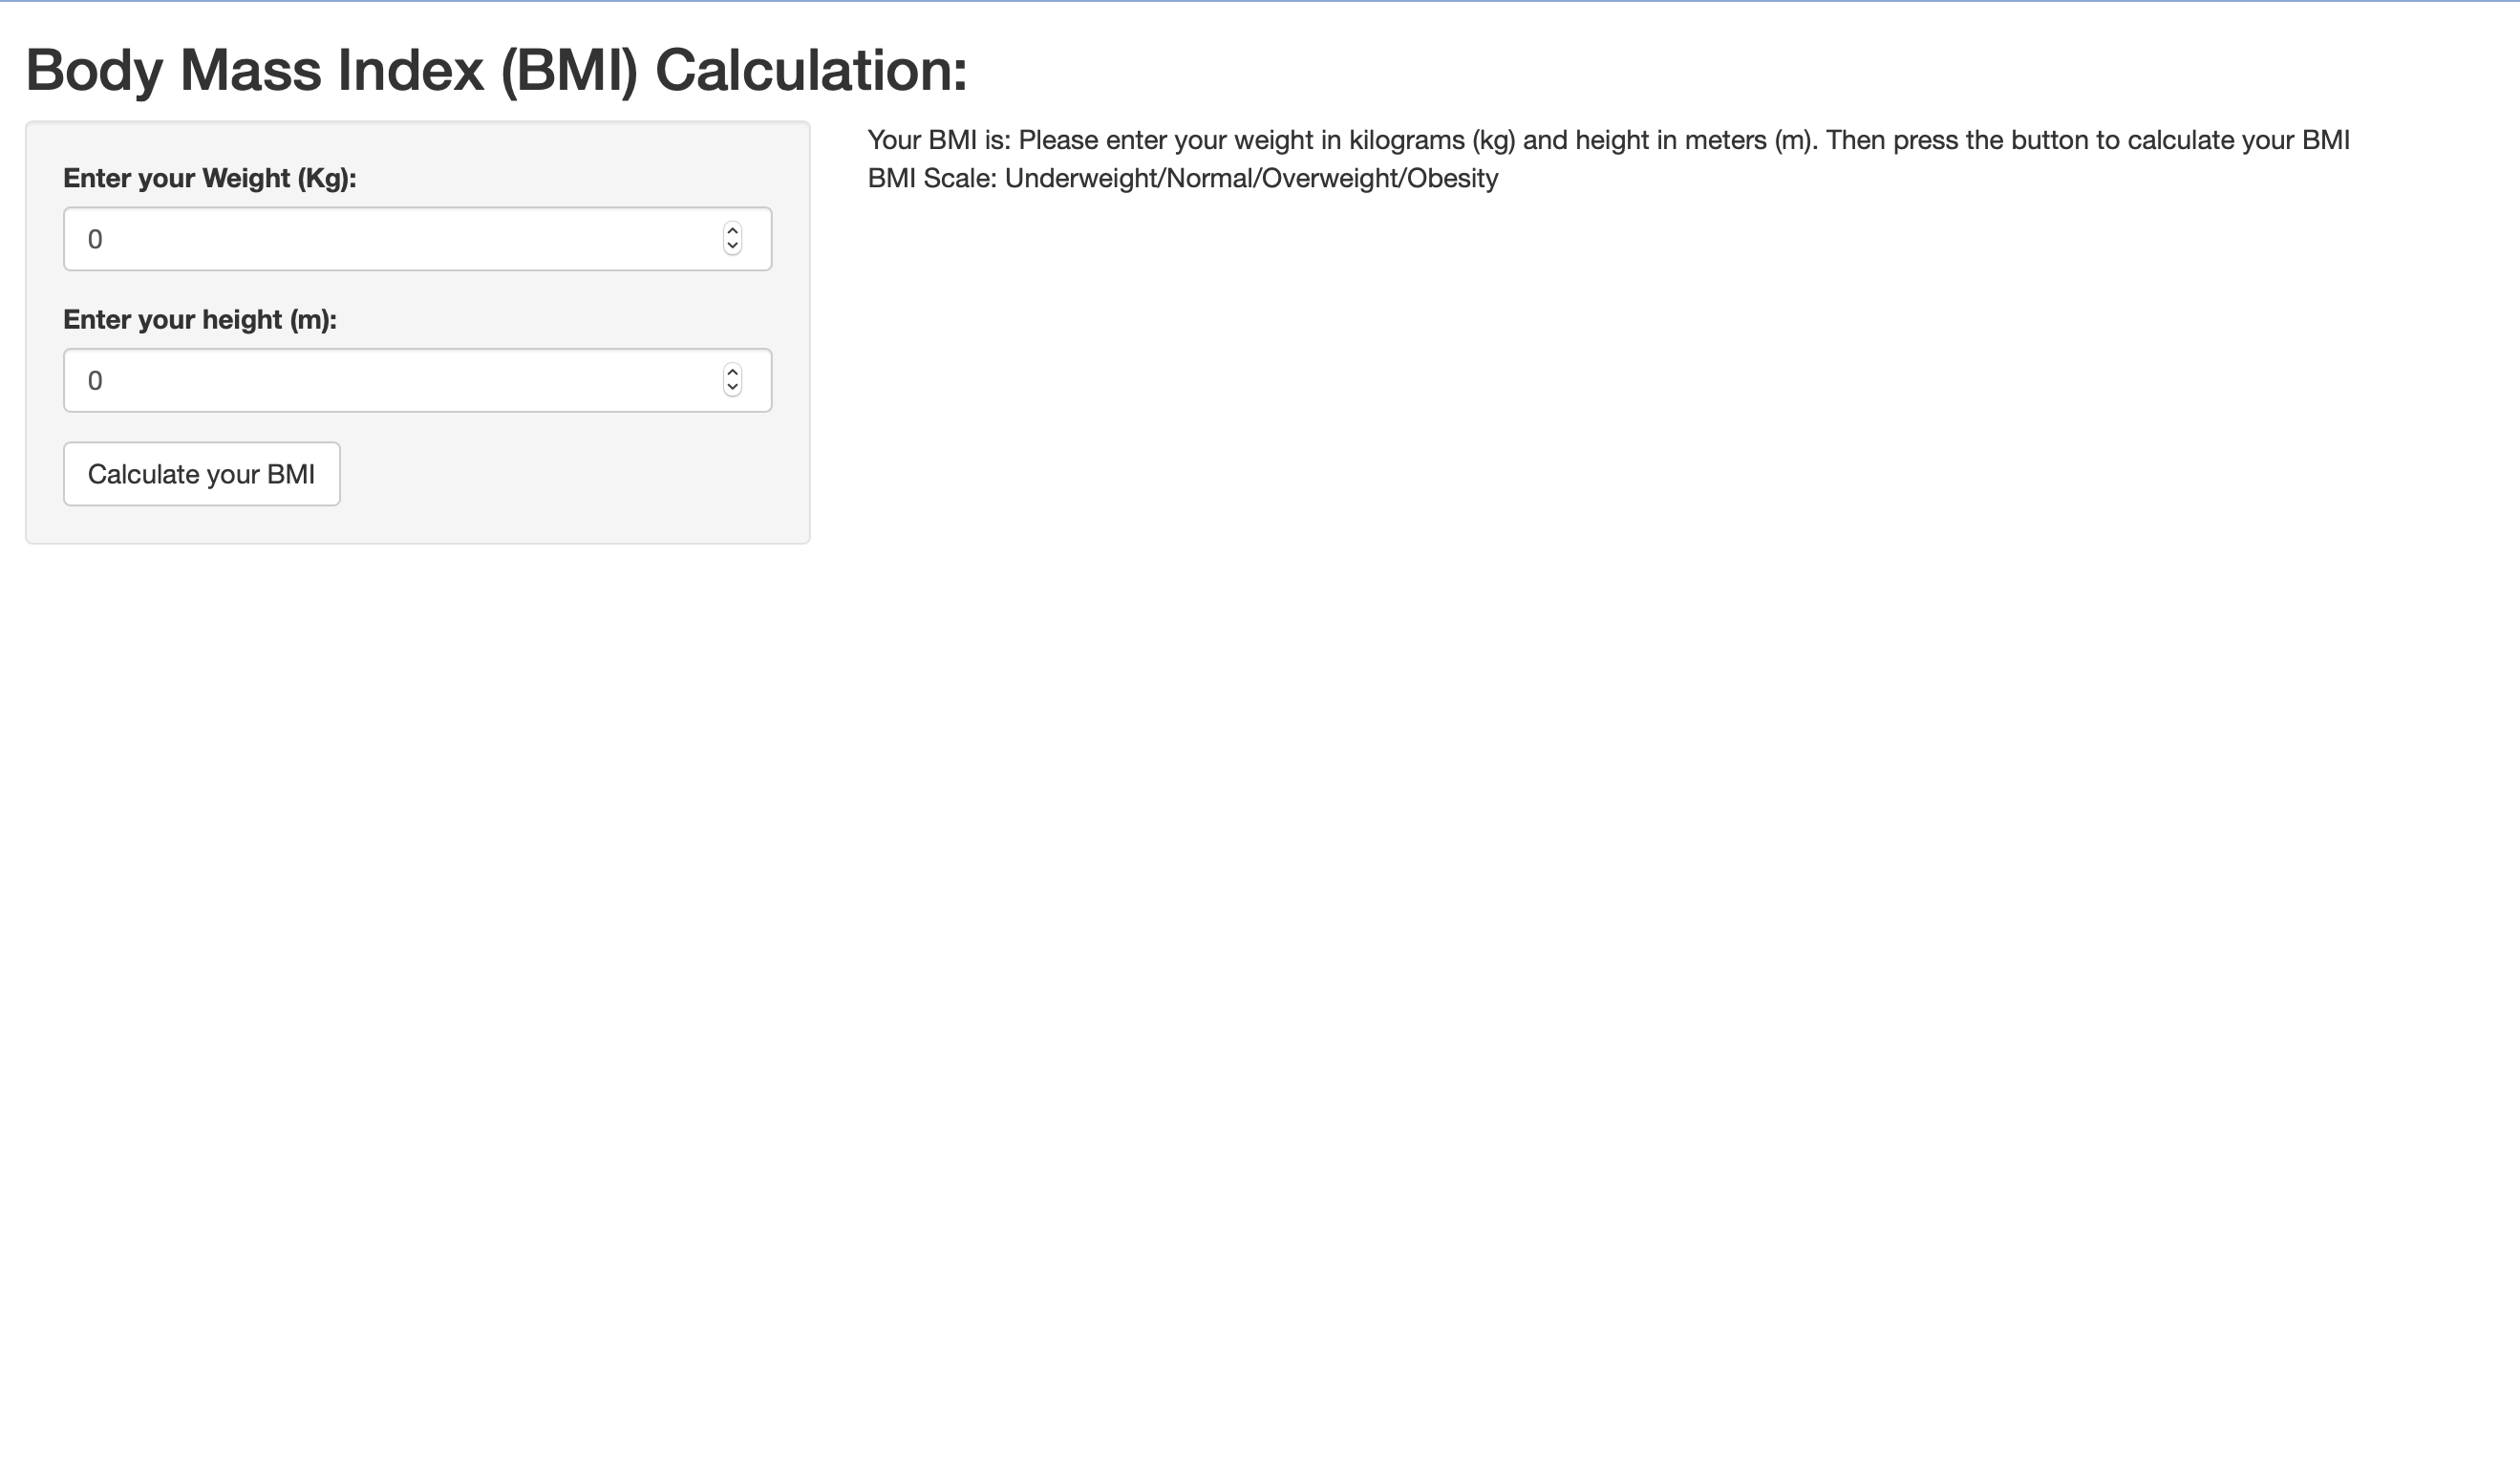 Body Mass Index (BMI) Calculation:
Enter your Weight (Kg):
0
Enter your height (m):
0
Calculate your BMI
Your BMI is: Please enter your weight in kilograms (kg) and height in meters (m). Then press the button to calculate your BMI
BMI Scale: Underweight/Normal/Overweight/Obesity